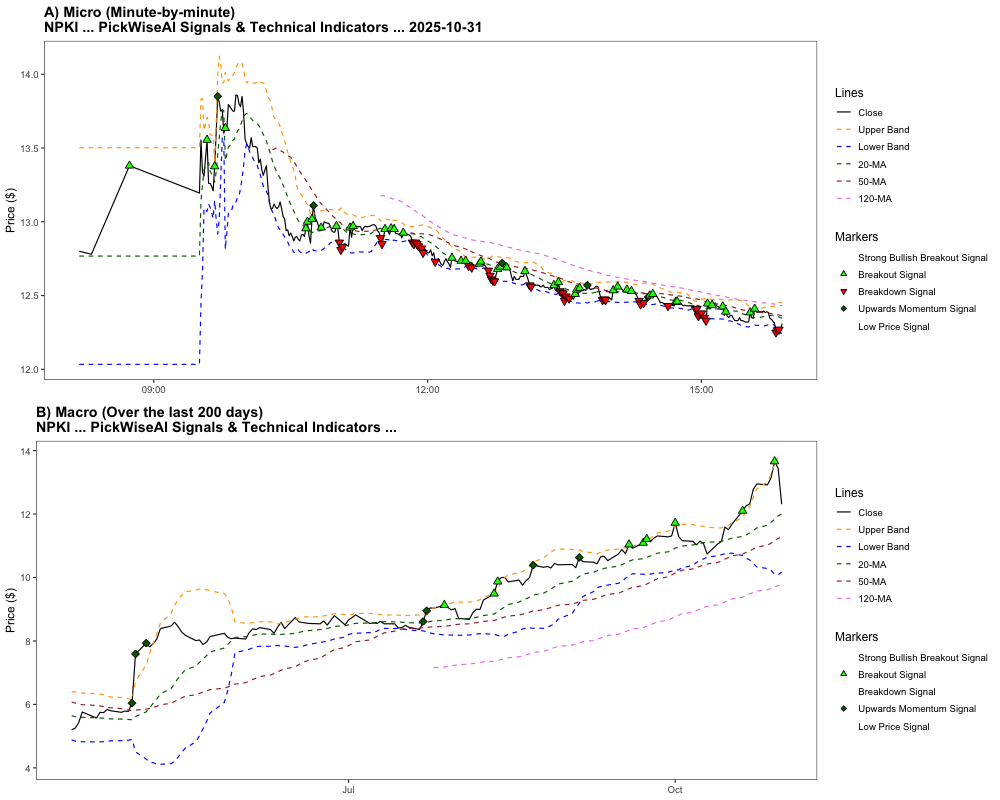 A) Micro (Minute-by-minute)
NPKI ... PickWiseAI Signals & Technical Indicators ... 2025-10-31
Price ($)
14.0
13.5
13.0
12.5
12.0
09:00
12:00
15:00
Lines
Close
Upper Band
Lower Band
20-MA
50-MA
120-MA
Markers
Strong Bullish Breakout Signal
Breakout Signal
Breakdown Signal
Upwards Momentum Signal
Low Price Signal
B) Macro (Over the last 200 days)
NPKI ... PickWiseAI Signals & Technical Indicators ...
Price ($)
14
12
10
8
6
4
Jul
Oct
Lines
Close
Upper Band
Lower Band
20-MA
50-MA
120-MA
Markers
Strong Bullish Breakout Signal
Breakout Signal
Breakdown Signal
Upwards Momentum Signal
Low Price Signal